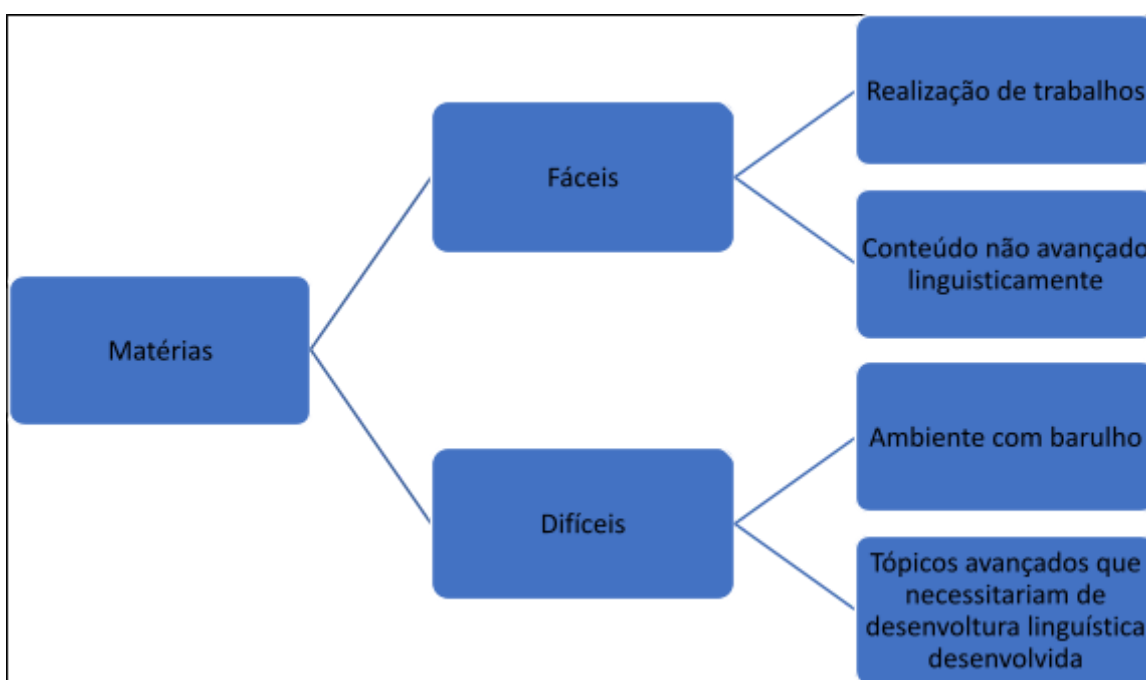 Matérias
Fáceis
Realização de trabalhos
Conteúdo não avançado
linguisticamente
Difíceis
Ambiente com barulho
Tópicos avançados que
necessitariam de
desenvoltura linguística
desenvolvida